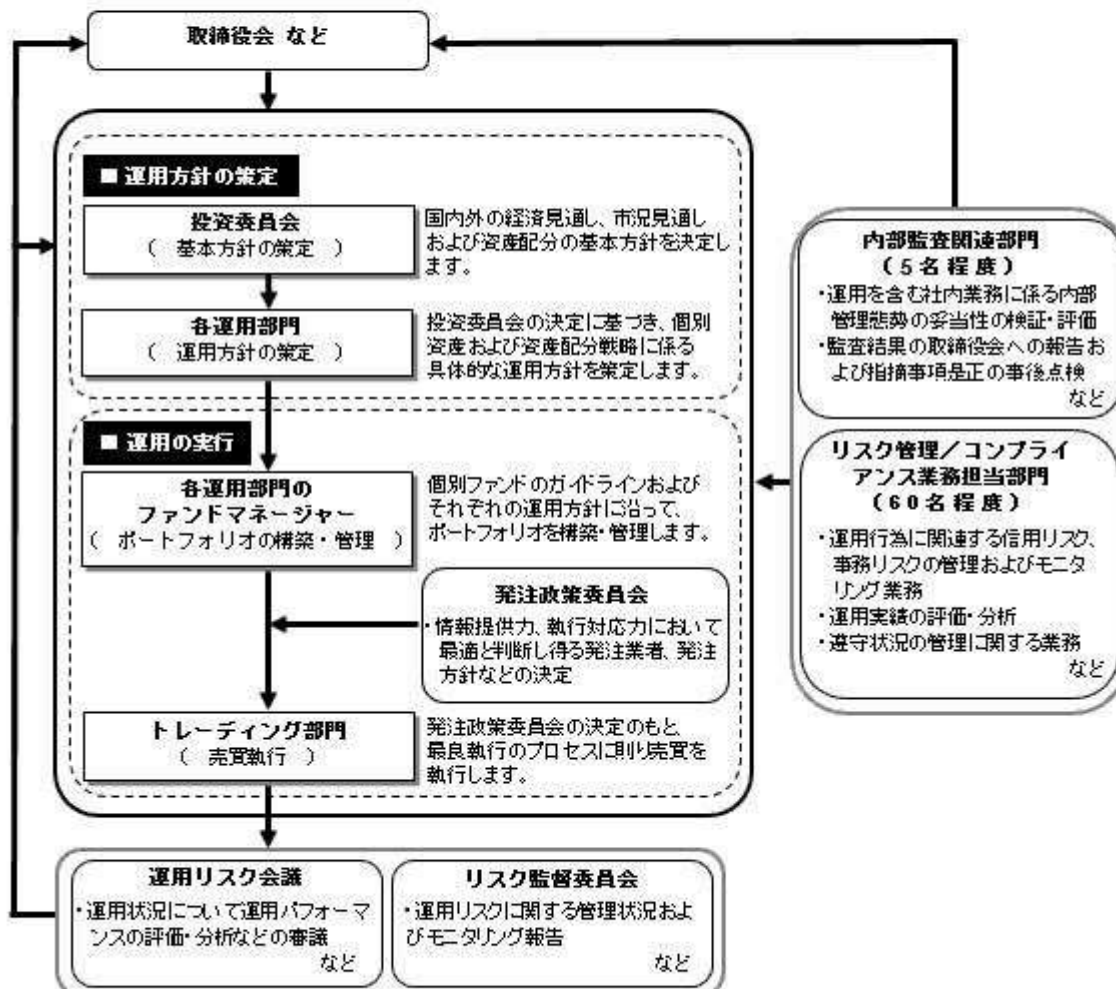 取締役会 など
■ 運用方針の策定
投資委員会
( 基本方針の策定 )
国内外の経済見通し、市況見通し
および資産配分の基本方針を決定し
ます。
各運用部門
( 運用方針の策定 )
投資委員会の決定に基づき、個別
資産および資産配分戦略に係る
具体的な運用方針を策定します。
■ 運用の実行
各運用部門の
ファンドマネージャー
( ポートフォリオの構築・管理 )
個別ファンドのガイドラインおよび
それぞれの運用方針に沿って、
ポートフォリオを構築・管理します。
発注政策委員会
・情報提供力、執行対応力において
最適と判断し得る発注業者、発注
方針などの決定
トレーディング部門
( 売買執行 )
発注政策委員会の決定のもと、
最良執行のプロセスに則り売買を
執行します。
内部監査関連部門
(5名程度)
・運用を含む社内業務に係る内部
管理態勢の妥当性の検証・評価
・監査結果の取締役会への報告お
よび指摘事項是正の事後点検
など
リスク管理/コンプライ
アンス業務担当部門
(60名程度)
・運用行為に関連する信用リスク、
事務リスクの管理およびモニタ
リング業務
・運用実績の評価・分析
・遵守状況の管理に関する業務
など
運用リスク会議
・運用状況について運用パフォーマ
ンスの評価・分析などの審議
など
リスク監督委員会
・運用リスクに関する管理状況およ
びモニタリング報告
など